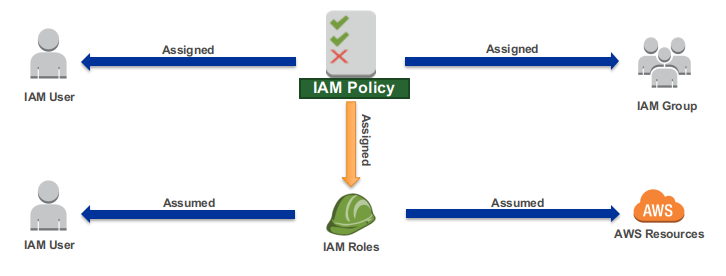 Assigned
Assigned
IAM User
IAM Policy
IAM Group
Assigned
Assumed
Assumed
AWS
IAM User
IAM Roles
AWS Resources